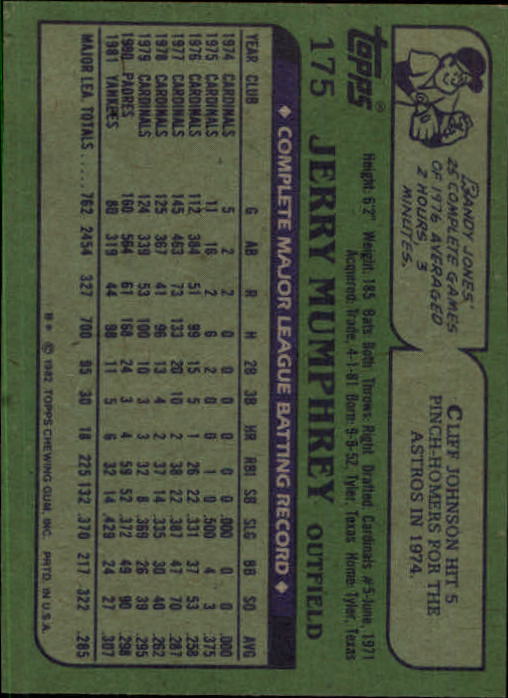 RANDY JONES'
25 COMPLETE GAMES
OF 1976 AVERAGED
2 HOURS 3
MINUTES.
CLIFF JOHNSON HIT 5
PINCH-HOMERS FOR THE
ASTROS IN 1974.
topps®
Height: 6'2" Weight: 185 Bats: Both Throws: Right Drafted: Cardinals #5-June, 1971
Acquired: Trade, 4-1-81 Born: 9-9-52, Tyler, Texas Home: Tyler, Texas
175 JERRY MUMPHREY OUTFIELD
◆ COMPLETE MAJOR LEAGUE BATTING RECORD ◆
YEAR CLUB G AB R H 2B 3B HR RBI SB SLG BB SO AVG
1974 CARDINALS 5 2 2 0 0 0 0 0 0 .000 0 0 .000
1975 CARDINALS 11 16 2 6 2 0 0 1 0 .500 4 3 .375
1976 CARDINALS 112 384 51 99 15 5 1 26 22 .331 37 53 .258
1977 CARDINALS 145 463 73 133 20 10 2 38 22 .387 47 70 .287
1978 CARDINALS 125 367 41 96 13 4 2 37 14 .335 30 40 .262
1979 CARDINALS 124 339 53 100 10 3 3 32 8 .369 26 39 .295
1980 PADRES 160 564 61 168 24 3 4 59 52 .372 49 90 .298
1981 YANKEES 80 319 44 98 11 5 6 32 14 .429 24 27 .307
MAJOR LEA. TOTALS ..... 762 2454 327 700 95 30 18 225 132 .370 217 322 .285
© 1982 TOPPS CHEWING GUM, INC. PRTD. IN U.S.A.